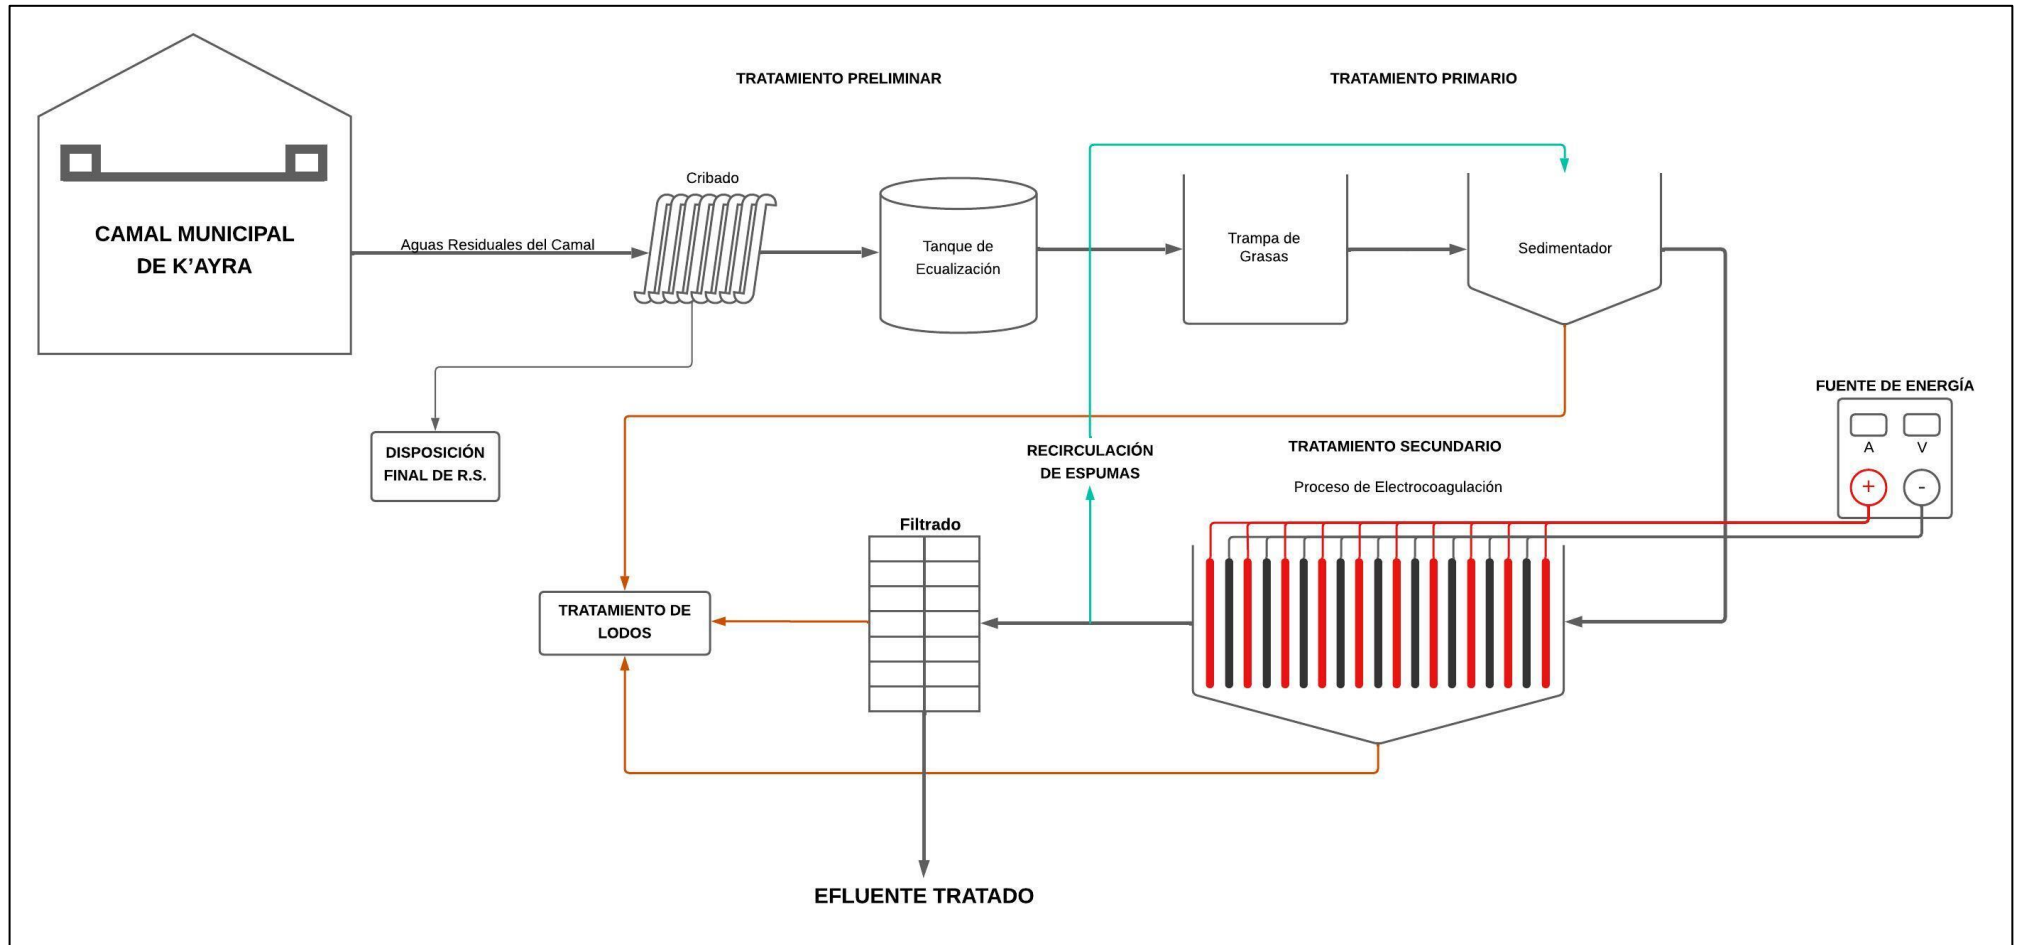 TRATAMIENTO PRELIMINAR
TRATAMIENTO PRIMARIO
CAMAL MUNICIPAL
DE K’AYRA
Aguas Residuales del Camal
Cribado
Tanque de
Ecualización
Trampa de
Grasas
Sedimentador
DISPOSICIÓN
FINAL DE R.S.
RECIRCULACIÓN
DE ESPUMAS
TRATAMIENTO SECUNDARIO
Proceso de Electrocoagulación
FUENTE DE ENERGÍA
A
V
+
-
Filtrado
TRATAMIENTO DE
LODOS
EFLUENTE TRATADO